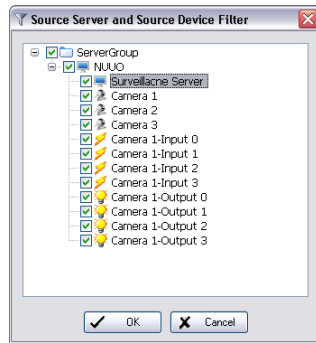 Source Server and Source Device Filter
ServerGroup
NUUO
Surveillacne Server
Camera 1
Camera 2
Camera 3
Camera 1-Input 0
Camera 1-Input 1
Camera 1-Input 2
Camera 1-Input 3
Camera 1-Output 0
Camera 1-Output 1
Camera 1-Output 2
Camera 1-Output 3
OK Cancel